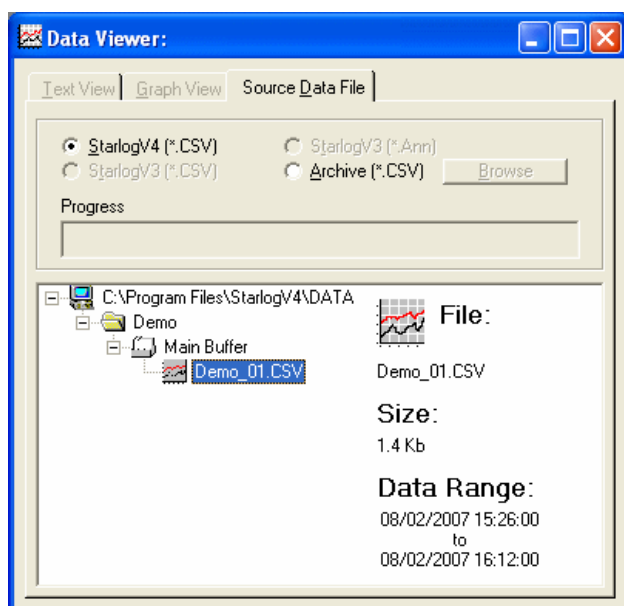 Data Viewer:
Text View Graph View Source Data File
StarlogV4 (*.CSV) StarlogV3 (*.Ann)
StarlogV3 (*.CSV) Archive (*.CSV) Browse
Progress
C:\Program Files\StarlogV4\DATA
Demo
Main Buffer
Demo_01.CSV
File:
Demo_01.CSV
Size:
1.4 Kb
Data Range:
08/02/2007 15:26:00
to
08/02/2007 16:12:00